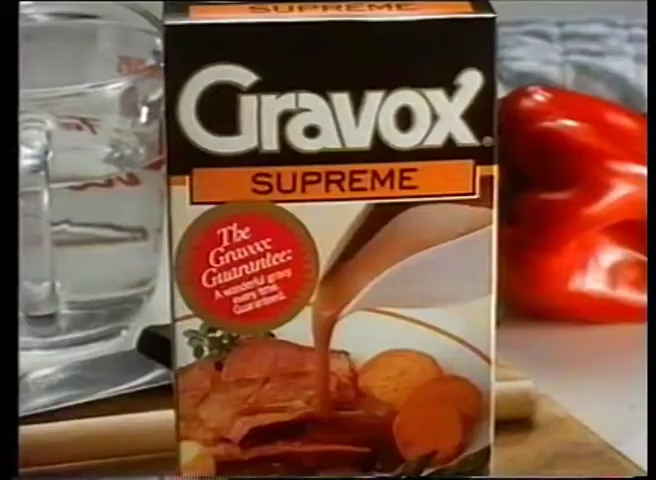 SUPREME
Gravox
SUPREME
The
Gravox
Guarantee:
A wonderful gravy
every time.
Guaranteed.